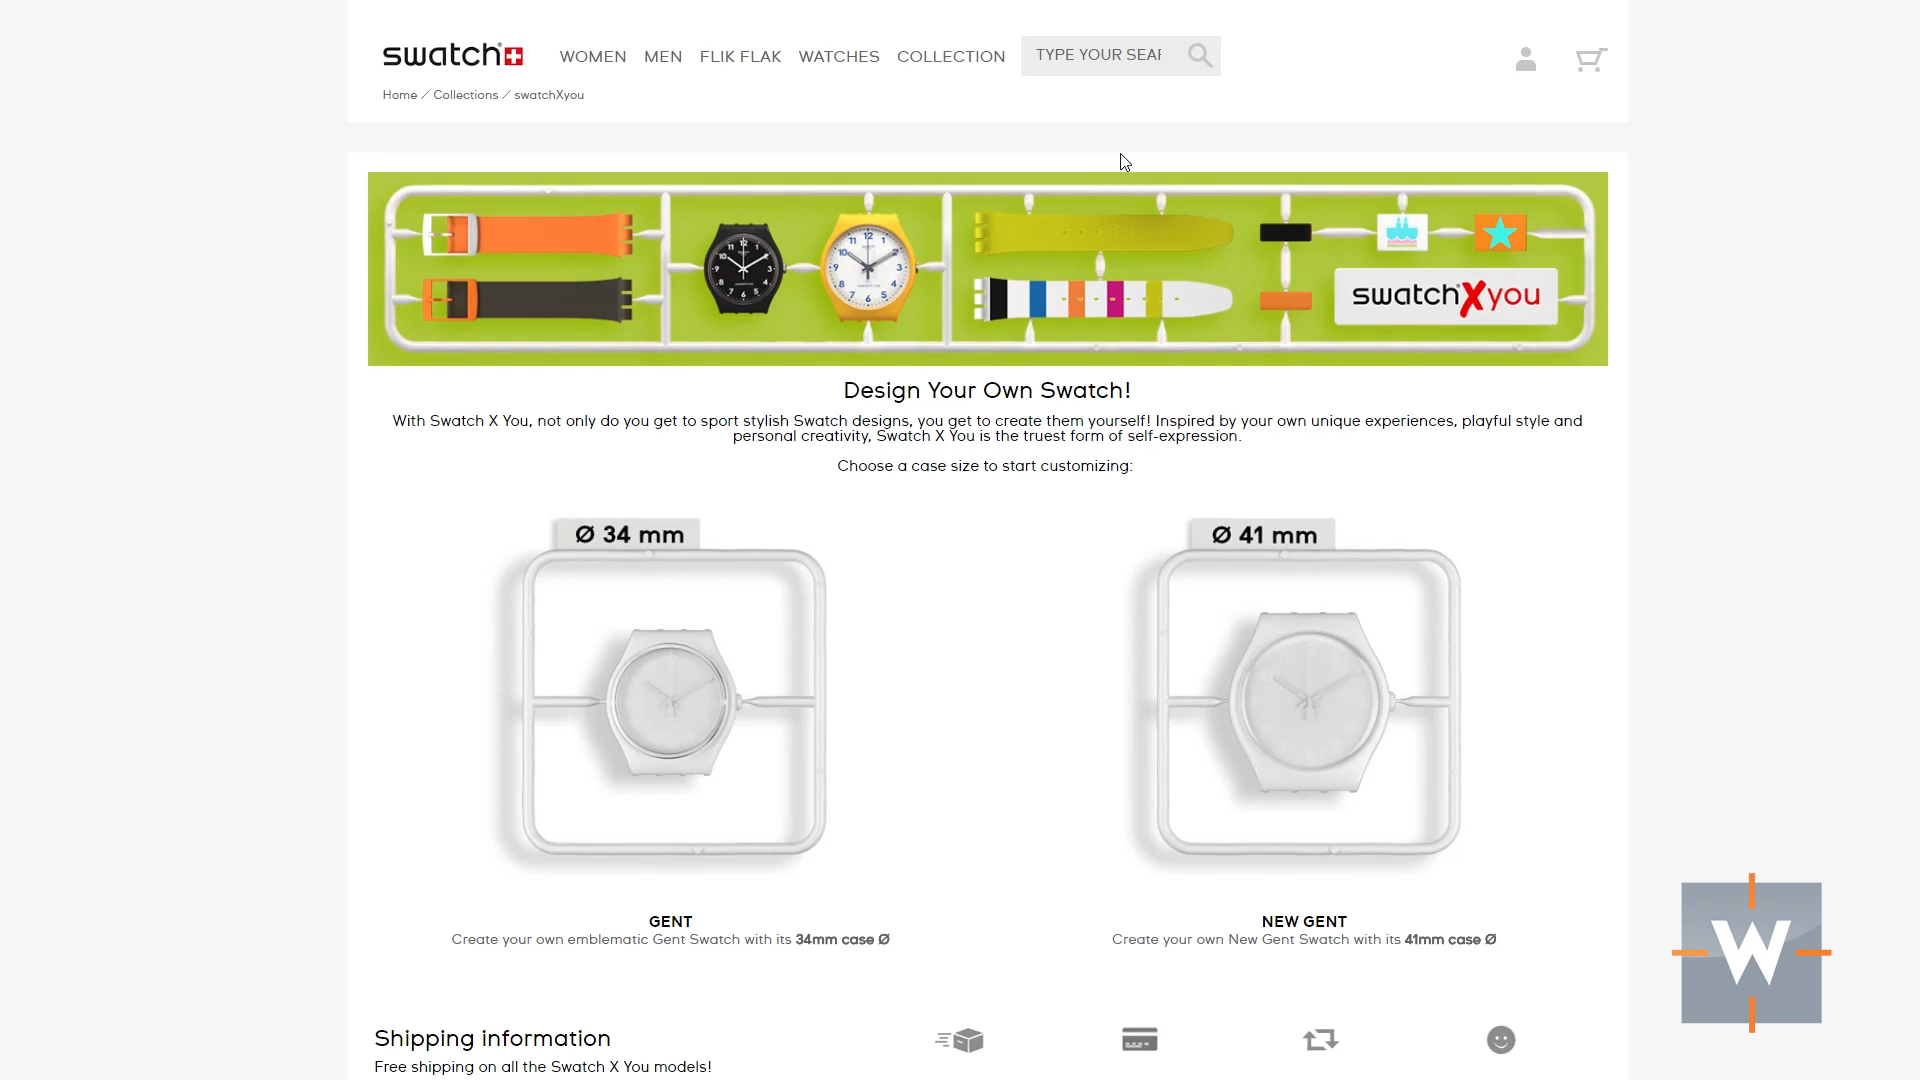 swatch
WOMEN MEN FLIK FLAK WATCHES COLLECTION TYPE YOUR SEAR
Home / Collections / swatchXyou
swatchXyou
Design Your Own Swatch!
With Swatch X You, not only do you get to sport stylish Swatch designs, you get to create them yourself! Inspired by your own unique experiences, playful style and
personal creativity, Swatch X You is the truest form of self-expression.
Choose a case size to start customizing:
Ø 34 mm
Ø 41 mm
GENT
Create your own emblematic Gent Swatch with its 34mm case Ø
NEW GENT
Create your own New Gent Swatch with its 41mm case Ø
W
Shipping information
Free shipping on all the Swatch X You models!